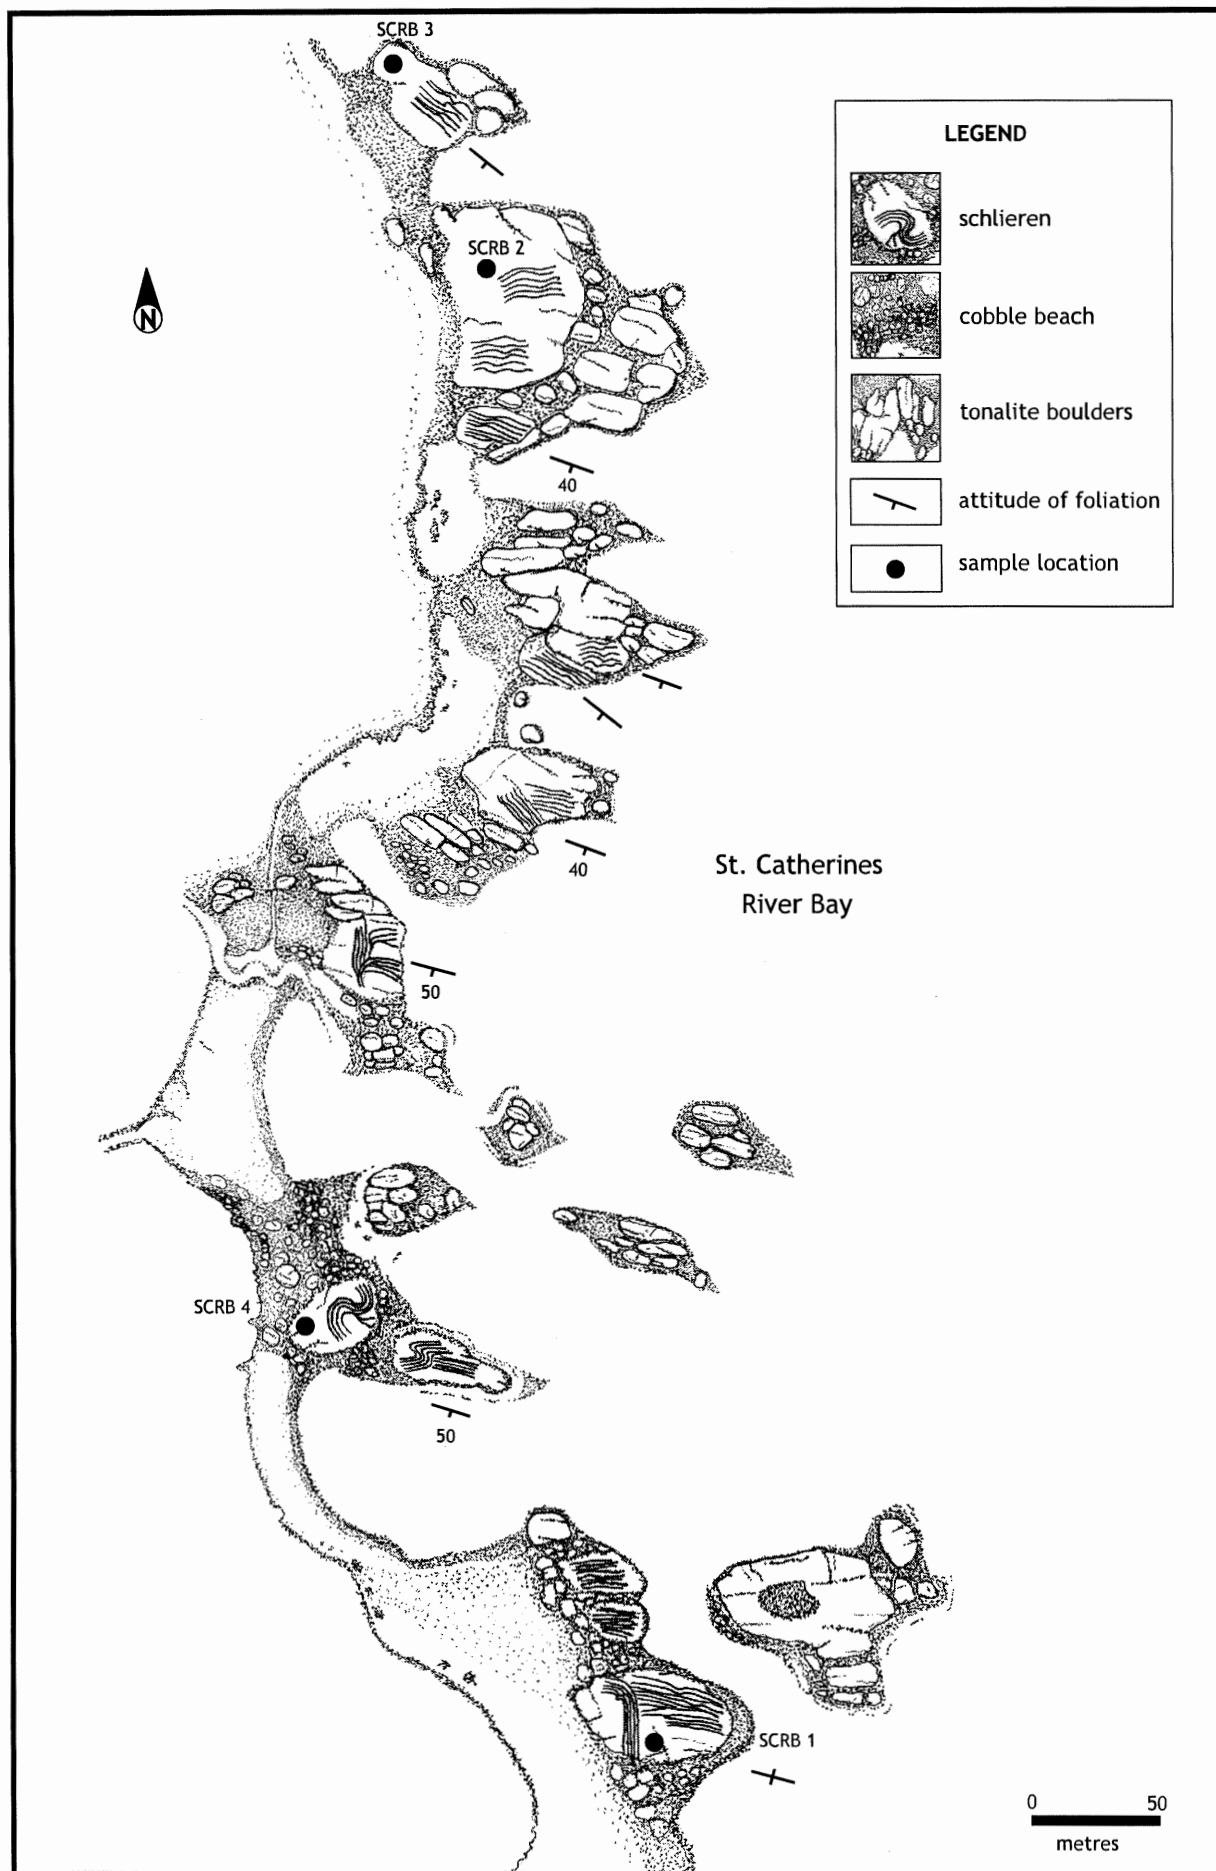 SCRB 3
LEGEND
schlieren
SCRB 2
N
cobble beach
tonalite boulders
40
attitude of foliation
sample location
40
St. Catherines
River Bay
50
SCRB 4
50
SCRB 1
0 50
metres